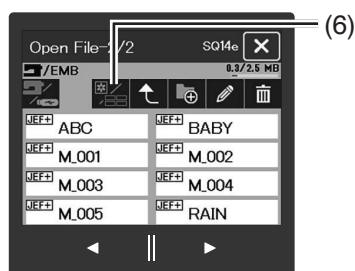 (6)
Open File-2/2 SQ14e
/EMB 0.3/2.5 MB
JEF+ ABC JEF+ BABY
JEF+ M_001 JEF+ M_002
JEF+ M_003 JEF+ M_004
JEF+ M_005 JEF+ RAIN